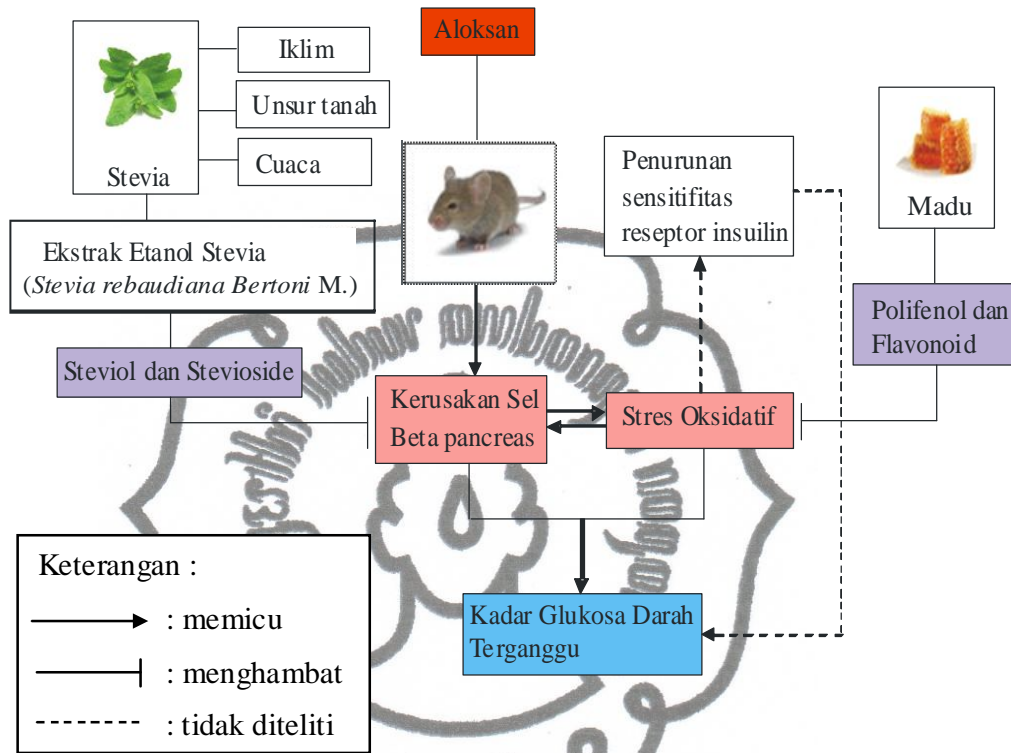 Aloksan
Iklim
Unsur tanah
Cuaca
Stevia
Penurunan
sensitifitas
reseptor insuilin
Madu
Ekstrak Etanol Stevia
(Stevia rebaudiana Bertoni M.)
Polifenol dan
Flavonoid
Steviol dan Stevioside
Kerusakan Sel
Beta pancreas
Stres Oksidatif
Kadar Glukosa Darah
Terganggu
Keterangan :
: memicu
: menghambat
: tidak diteliti